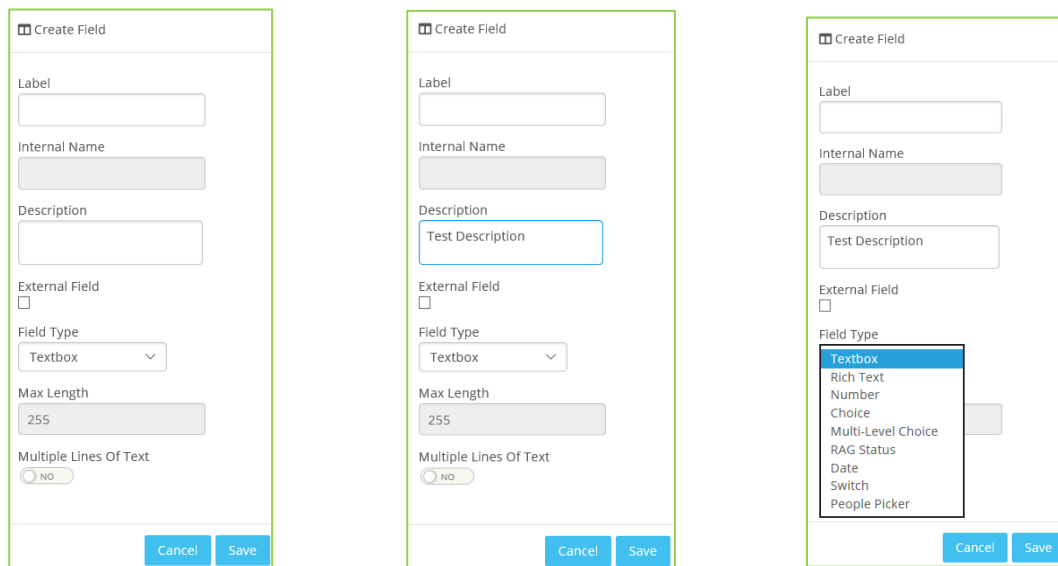 Create Field
Label
Internal Name
Description
External Field
Field Type
Textbox
Max Length
255
Multiple Lines Of Text
NO
Cancel Save
Create Field
Label
Internal Name
Description
Test Description
External Field
Field Type
Textbox
Max Length
255
Multiple Lines Of Text
NO
Cancel Save
Create Field
Label
Internal Name
Description
Test Description
External Field
Field Type
Textbox
Rich Text
Number
Choice
Multi-Level Choice
RAG Status
Date
Switch
People Picker
Cancel Save